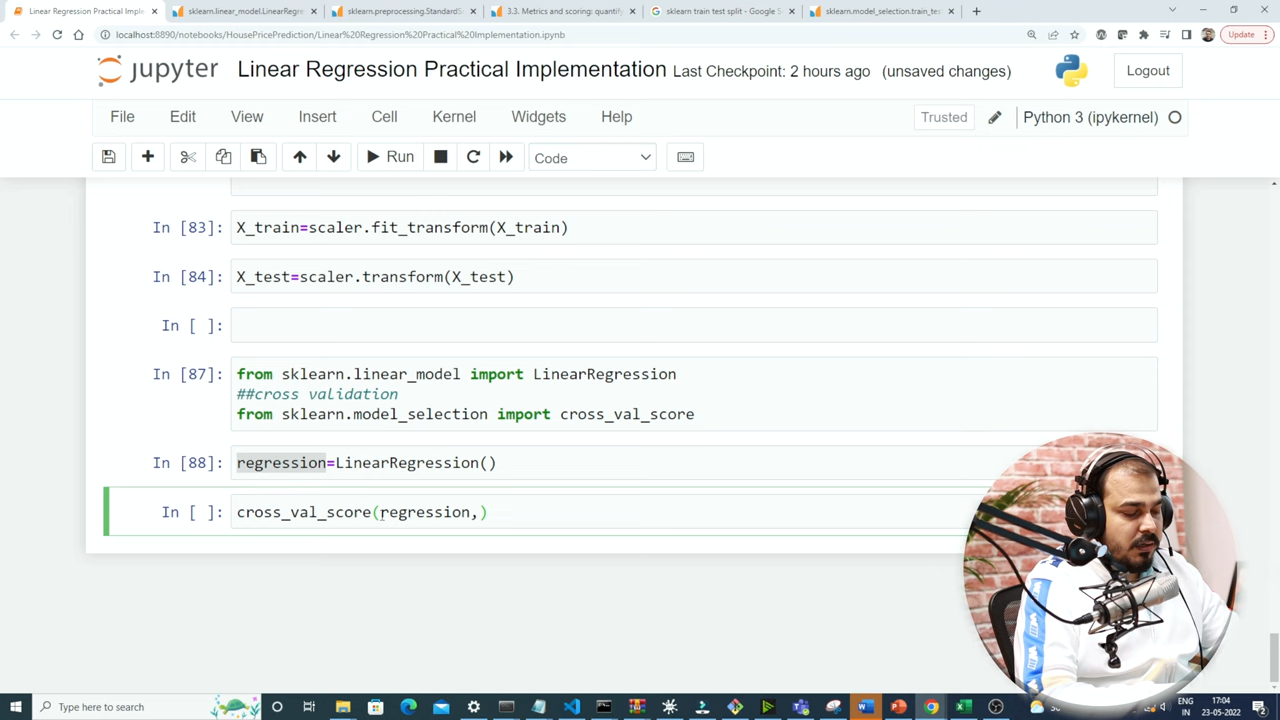 Linear Regression Practical Impl
sklearn.linear_model.LinearRegre
sklearn.preprocessing.StandardS
3.3. Metrics and scoring: quantify
sklearn train test split - Google S
sklearn.model_selection.train_te
localhost:8890/notebooks/HousePricePrediction/Linear%20Regression%20Practical%20Implementation.ipynb
Update
jupyter Linear Regression Practical Implementation Last Checkpoint: 2 hours ago (unsaved changes)
Logout
File Edit View Insert Cell Kernel Widgets Help
Trusted
Python 3 (ipykernel)
Run
Code
In [83]: X_train=scaler.fit_transform(X_train)
In [84]: X_test=scaler.transform(X_test)
In [ ]:
In [87]: from sklearn.linear_model import LinearRegression
##cross validation
from sklearn.model_selection import cross_val_score
In [88]: regression=LinearRegression()
In [ ]: cross_val_score(regression,)
Type here to search
ENG
IN
17:04
23-05-2022